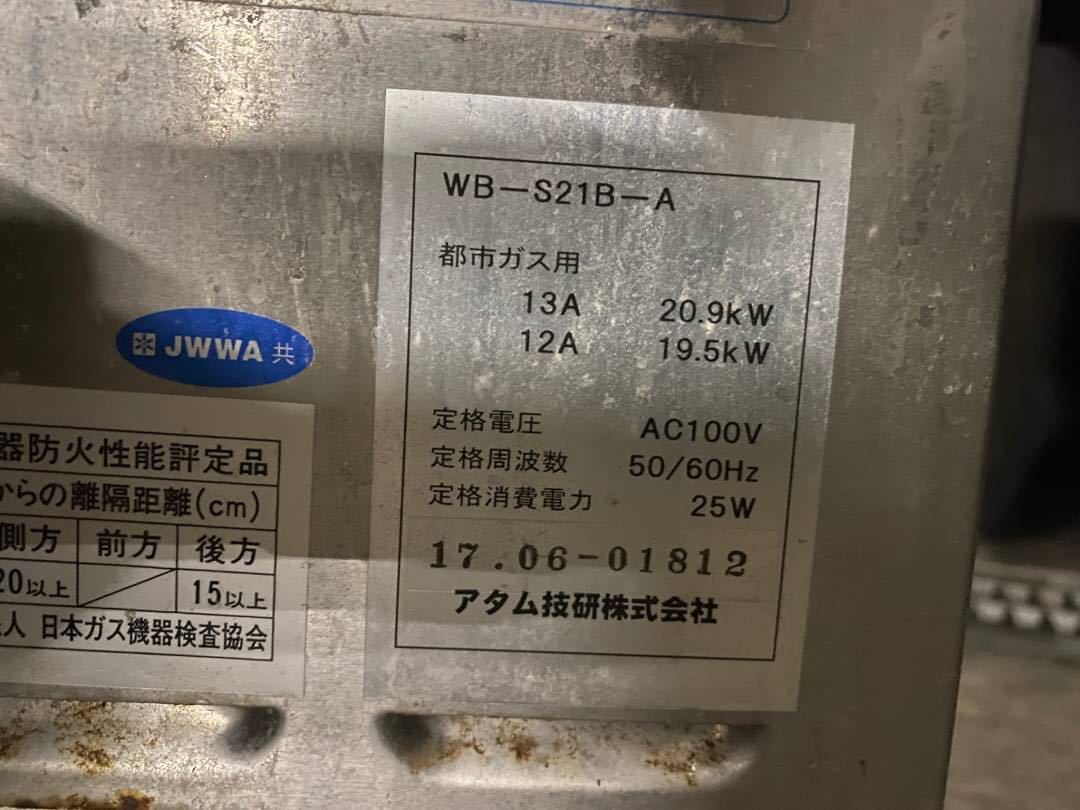 WB-S21B-A
都市ガス用
13A 20.9kW
12A 19.5kW
定格電圧 AC100V
定格周波数 50/60Hz
定格消費電力 25W
17.06-01812
アタム技研株式会社
JWWA 共
器防火性能評定品
からの離隔距離(cm)
側方 前方 後方
20以上 15以上
人 日本ガス機器検査協会